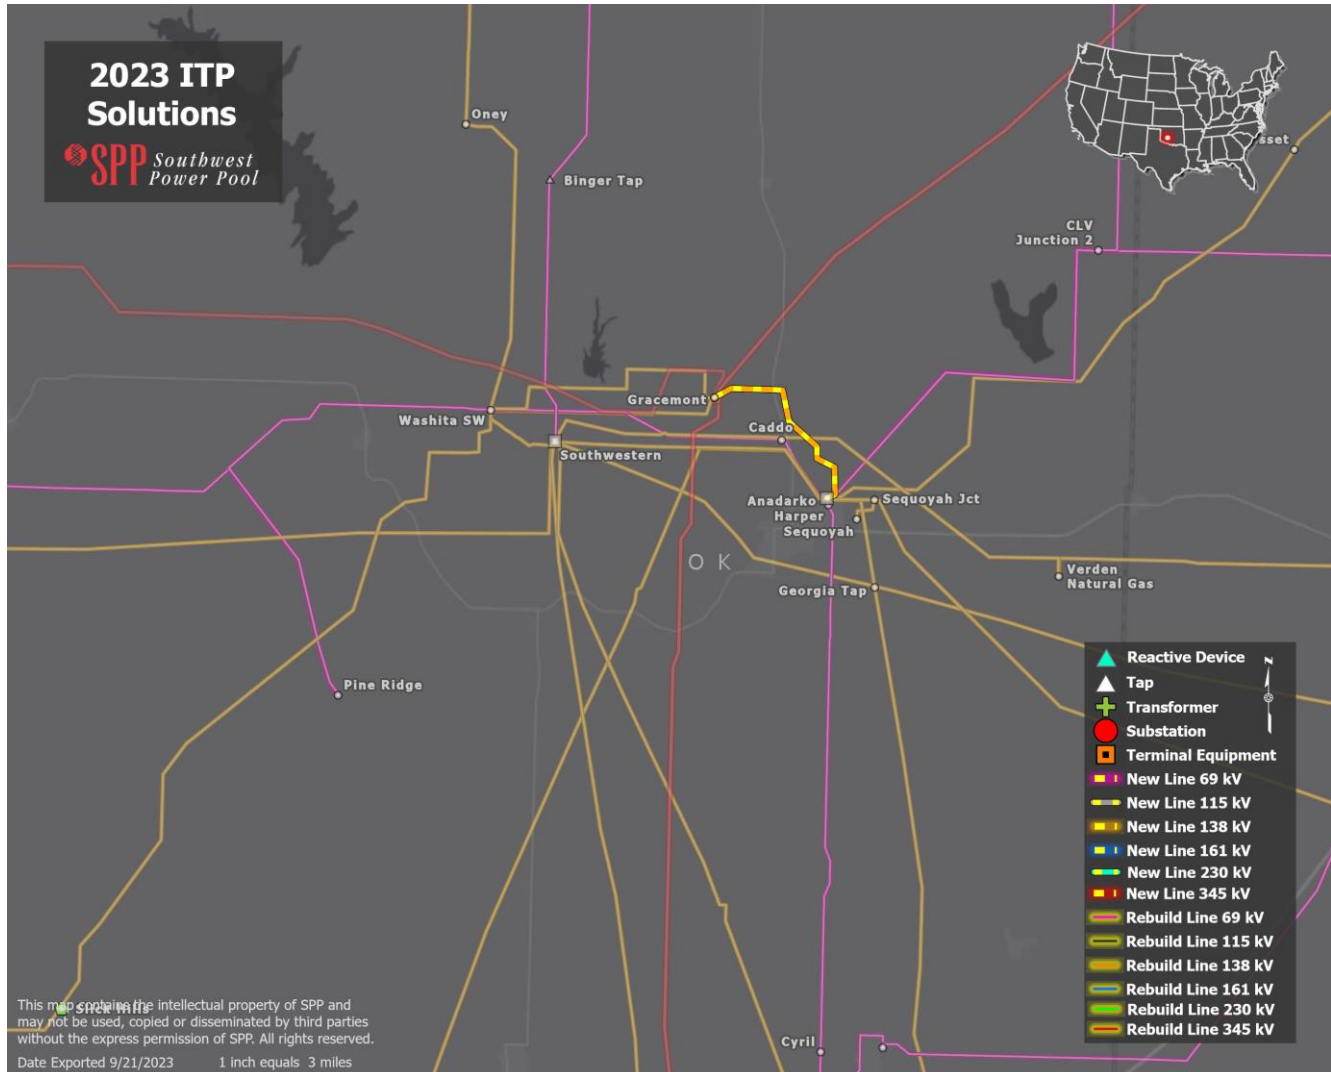 2023 ITP
Solutions
SPP Southwest
Power Pool
Oney
Binger Tap
sset
CLV
Junction 2
Gracemont
Washita SW
Caddo
Southwestern
Anadarko
Harper
Sequoyah Jct
Sequoyah
O K
Verden
Natural Gas
Georgia Tap
Pine Ridge
Reactive Device
N
Tap
Transformer
Substation
Terminal Equipment
New Line 69 kV
New Line 115 kV
New Line 138 kV
New Line 161 kV
New Line 230 kV
New Line 345 kV
Rebuild Line 69 kV
Rebuild Line 115 kV
Rebuild Line 138 kV
Rebuild Line 161 kV
Rebuild Line 230 kV
Rebuild Line 345 kV
Slick Hills
This map contains the intellectual property of SPP and
may not be used, copied or disseminated by third parties
without the express permission of SPP. All rights reserved.
Date Exported 9/21/2023 1 inch equals 3 miles
Cyril